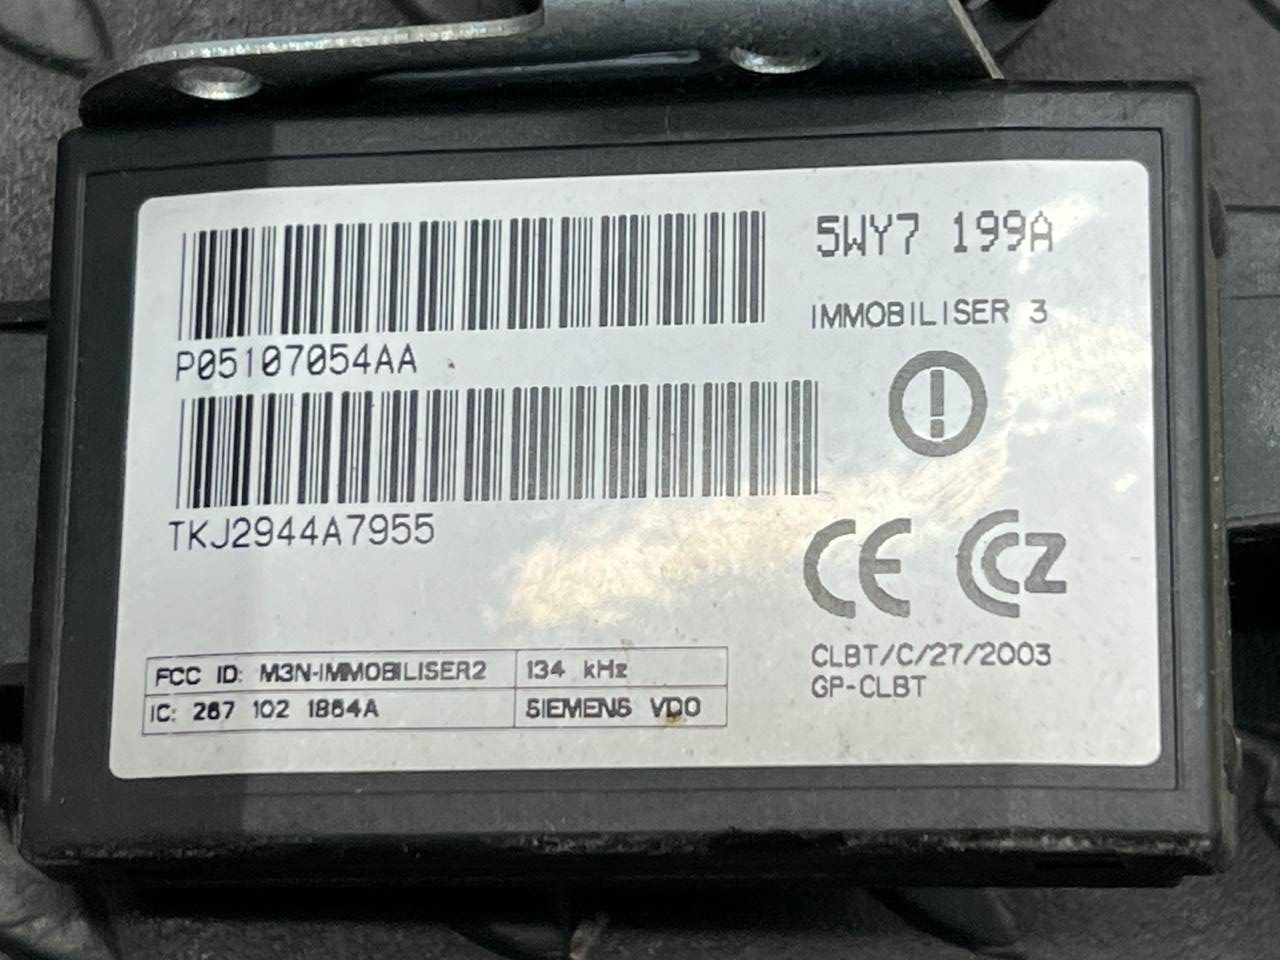 5WY7 199A
IMMOBILISER 3
P05107054AA
TKJ2944A7955
CE CCZ
CLBT/C/27/2003
GP-CLBT
FCC ID: M3N-IMMOBILISER2 134 kHz
IC: 267 102 1864A SIEMENS VDO